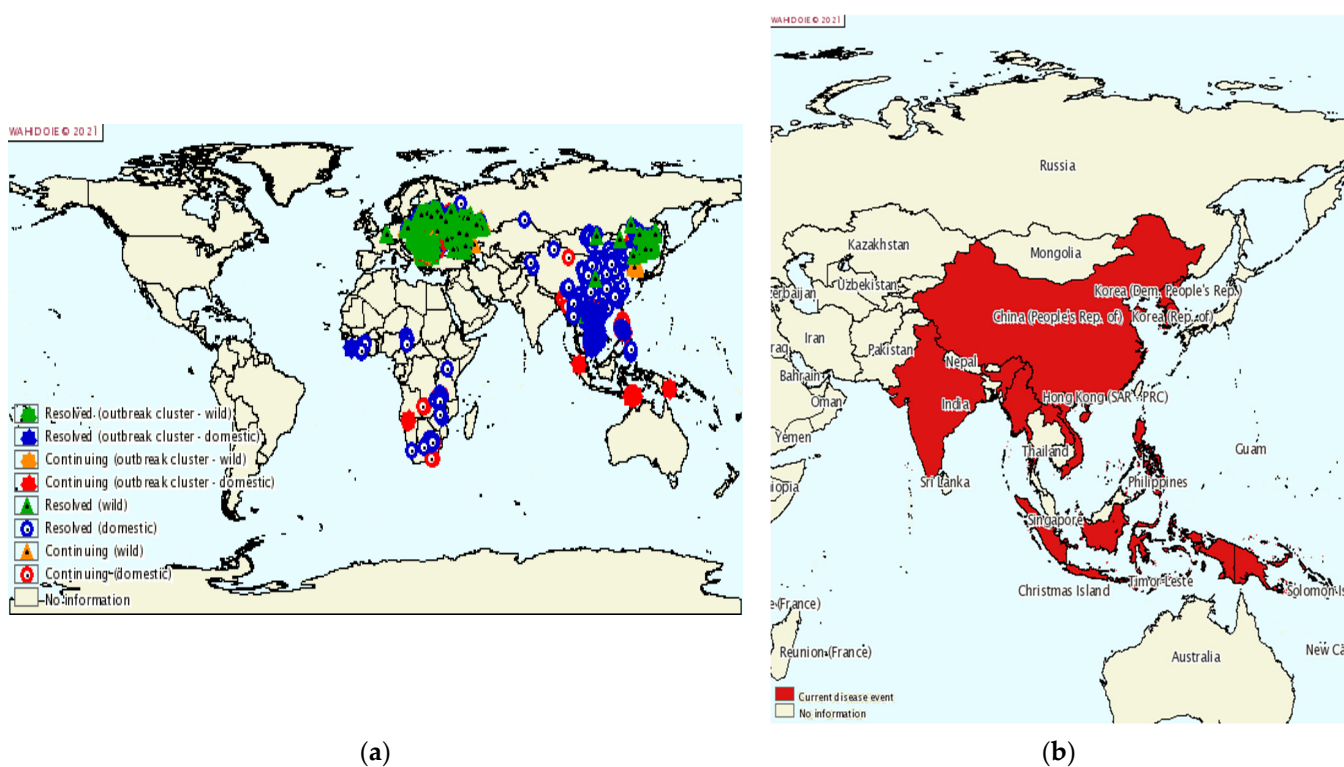 WAHIDOIE © 2021
Resolved (outbreak cluster - wild)
Resolved (outbreak cluster - domestic)
Continuing (outbreak cluster - wild)
Continuing (outbreak cluster - domestic)
Resolved (wild)
Resolved (domestic)
Continuing (wild)
Continuing (domestic)
No information
(a)
WAHIDOIE © 2021
Russia
Kazakhstan
Mongolia
Uzbekistan
Korea (Dem. People's Rep.)
zerbaijan
China (People's Rep. of)
Korea (Rep. of)
Iran
raq
Pakistan
Nepal
Bahrain
Hong Kong (SAR - PRC)
Oman
India
Yemen
Thailand
Guam
iopia
Sri Lanka
Philippines
Singapore
Timor-Leste
Christmas Island
Solomon Is
e (France)
Reunion (France)
Australia
New Ca
Current disease event
No information
(b)